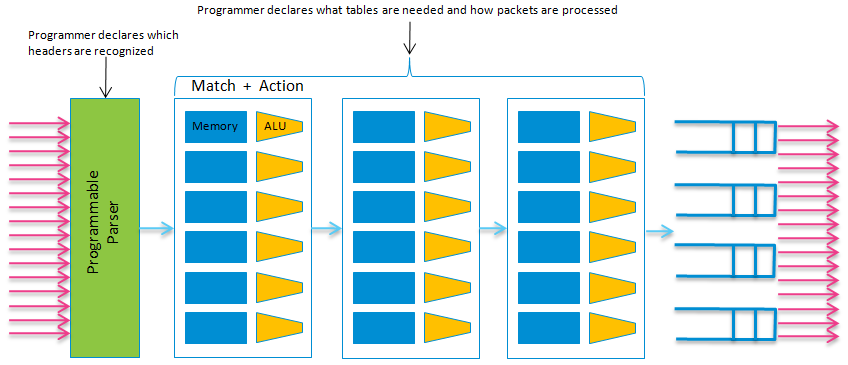 Programmer declares what tables are needed and how packets are processed
Programmer declares which
headers are recognized
Match + Action
Memory
ALU
Programmable
Parser